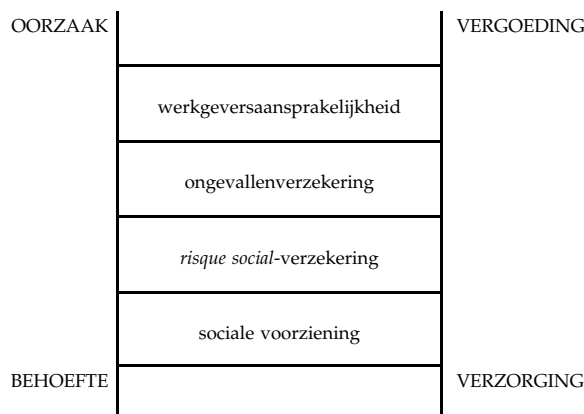 OORZAAK VERGOEDING
werkgeversaansprakelijkheid
ongevallenverzekering
risque social-verzekering
sociale voorziening
BEHOEFTE VERZORGING